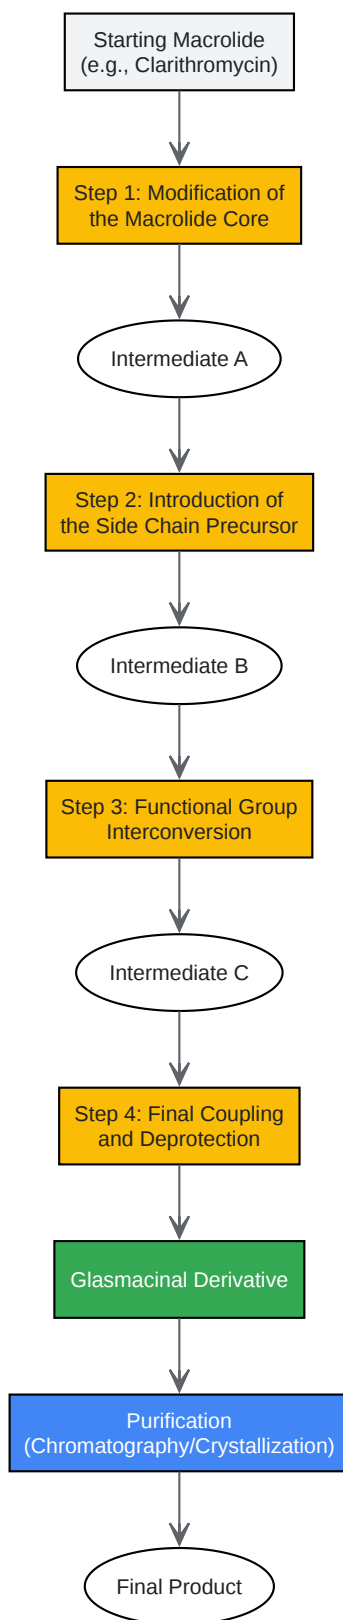 Starting Macrolide
(e.g., Clarithromycin)
Step 1: Modification of
the Macrolide Core
Intermediate A
Step 2: Introduction of
the Side Chain Precursor
Intermediate B
Step 3: Functional Group
Interconversion
Intermediate C
Step 4: Final Coupling
and Deprotection
Glasmacinal Derivative
Purification
(Chromatography/Crystallization)
Final Product